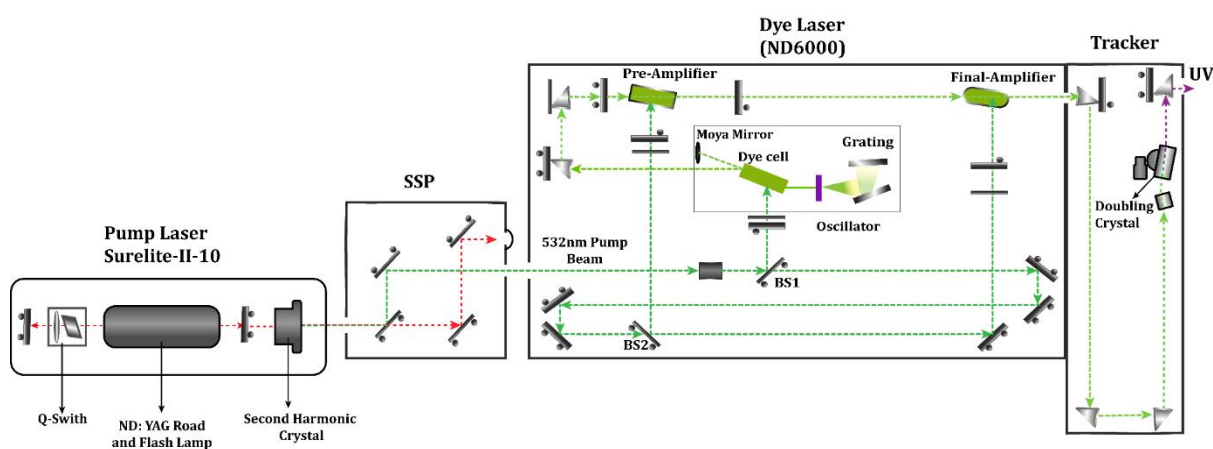 Pump Laser
Surelite-II-10
Q-Swith
ND: YAG Road
and Flash Lamp
Second Harmonic
Crystal
SSP
Dye Laser
(ND6000)
Pre-Amplifier
Final-Amplifier
Moya Mirror
Dye cell
Grating
Oscillator
532nm Pump
Beam
BS1
BS2
Tracker
UV
Doubling
Crystal